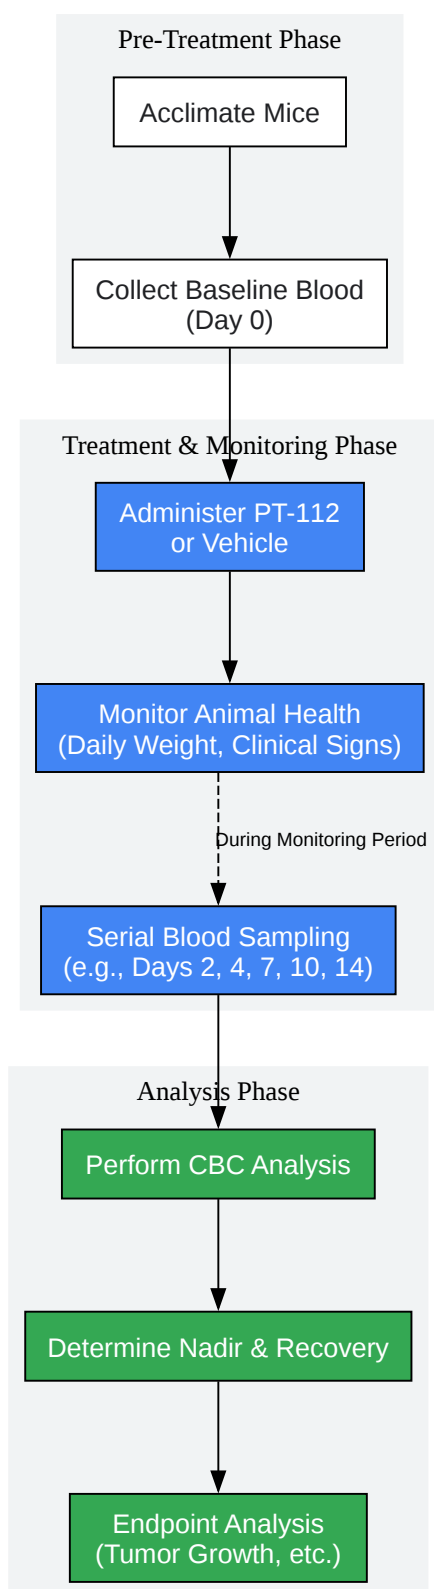 Pre-Treatment Phase
Acclimate Mice
Collect Baseline Blood
(Day 0)
Treatment & Monitoring Phase
Administer PT-112
or Vehicle
Monitor Animal Health
(Daily Weight, Clinical Signs)
During Monitoring Period
Serial Blood Sampling
(e.g., Days 2, 4, 7, 10, 14)
Analysis Phase
Perform CBC Analysis
Determine Nadir & Recovery
Endpoint Analysis
(Tumor Growth, etc.)